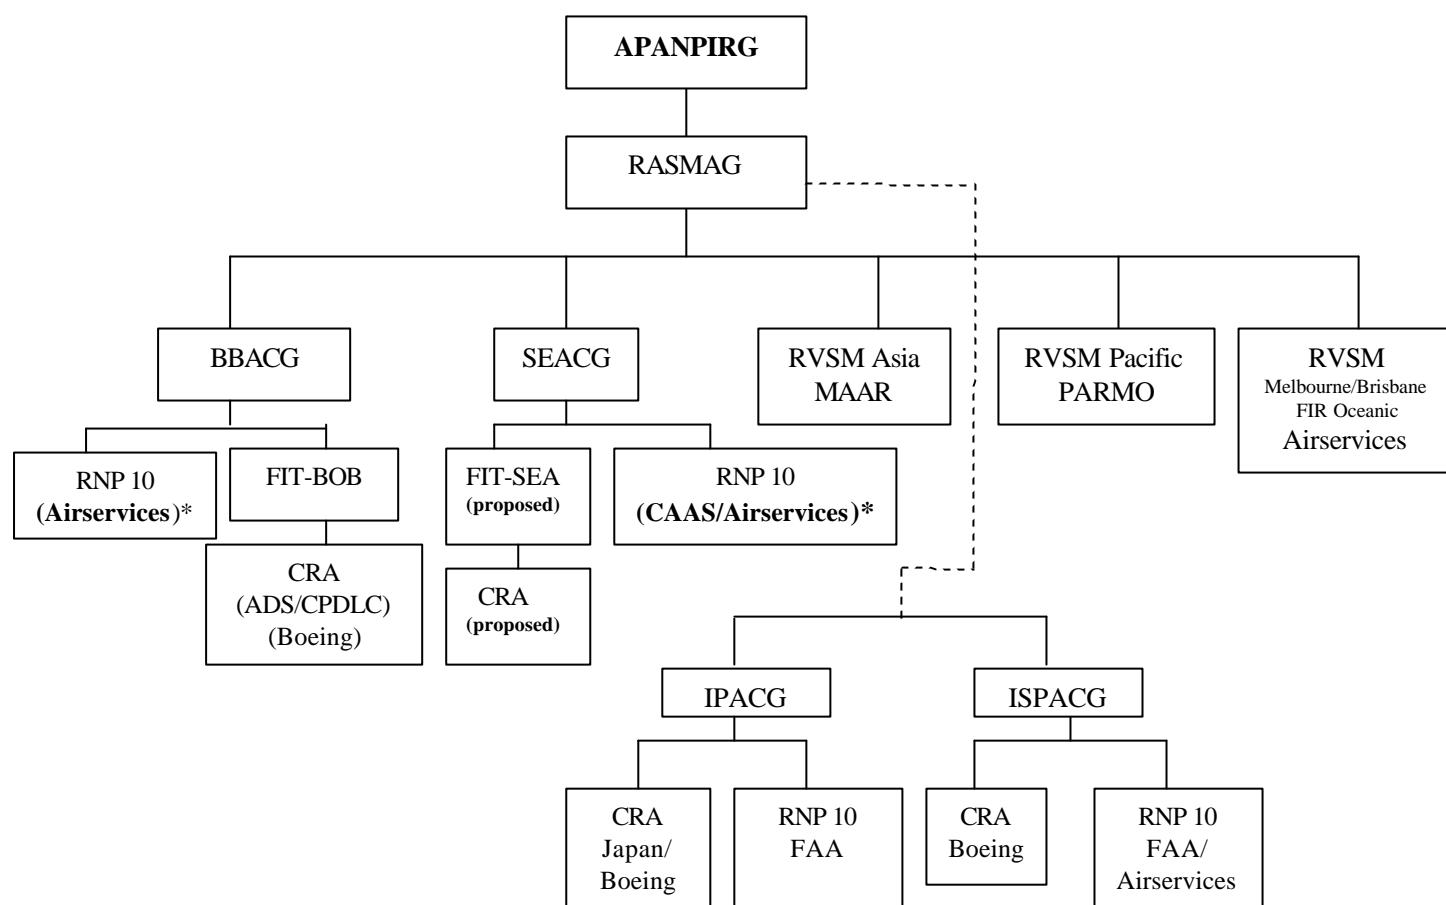 APANPIRG
RASMAG
BBACG
SEACG
RVSM Asia
MAAR
RVSM Pacific
PARMO
RVSM
Melbourne/Brisbane
FIR Oceanic
Airservices
RNP 10
(Airservices)*
FIT-BOB
FIT-SEA
(proposed)
RNP 10
(CAAS/Airservices)*
CRA
(ADS/CPDLC)
(Boeing)
CRA
(proposed)
IPACG
ISPACG
CRA
Japan/
Boeing
RNP 10
FAA
CRA
Boeing
RNP 10
FAA/
Airservices